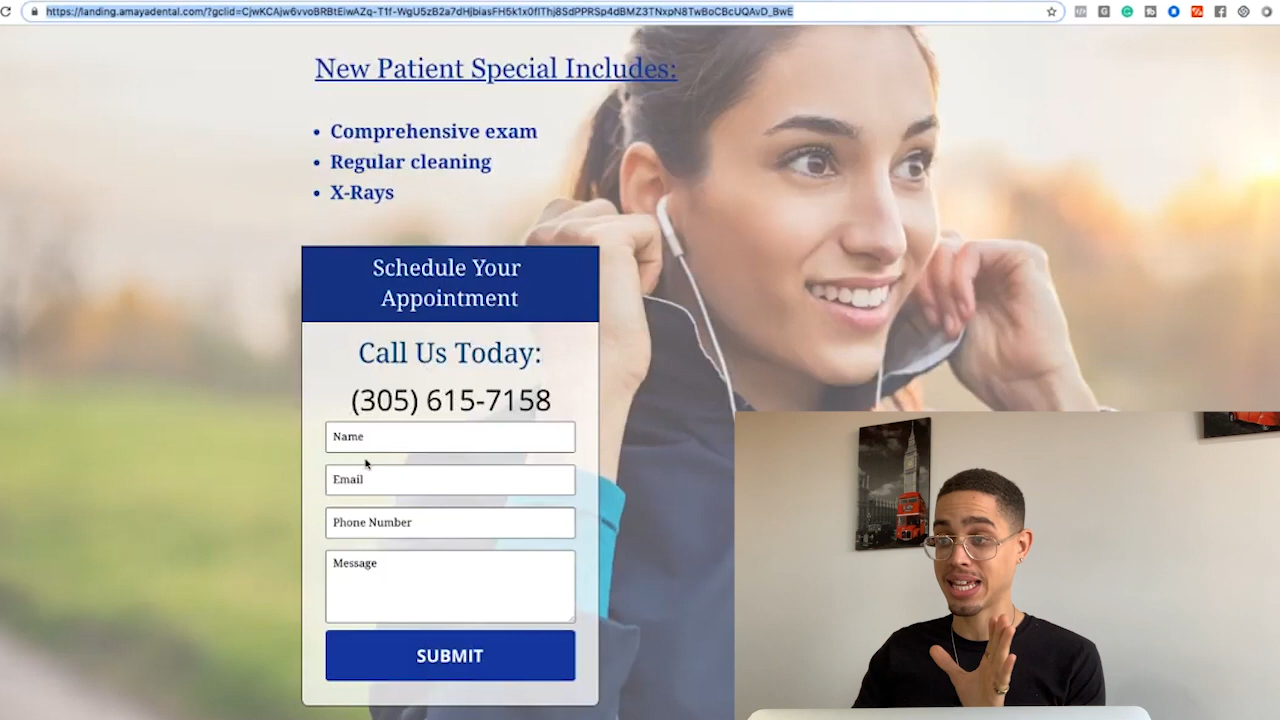 https://landing.amayadental.com/?gclid=CjwKCAjw6vvoBRBtEiwAZq-T1f-WgU5zB2a7dHjbiasFH5k1x0fIThj8SdPPRSp4dBMZ3TNxpN8TwBoCBcUQAvD_BwE
New Patient Special Includes:
• Comprehensive exam
• Regular cleaning
• X-Rays
Schedule Your
Appointment
Call Us Today:
(305) 615-7158
Name
Email
Phone Number
Message
SUBMIT